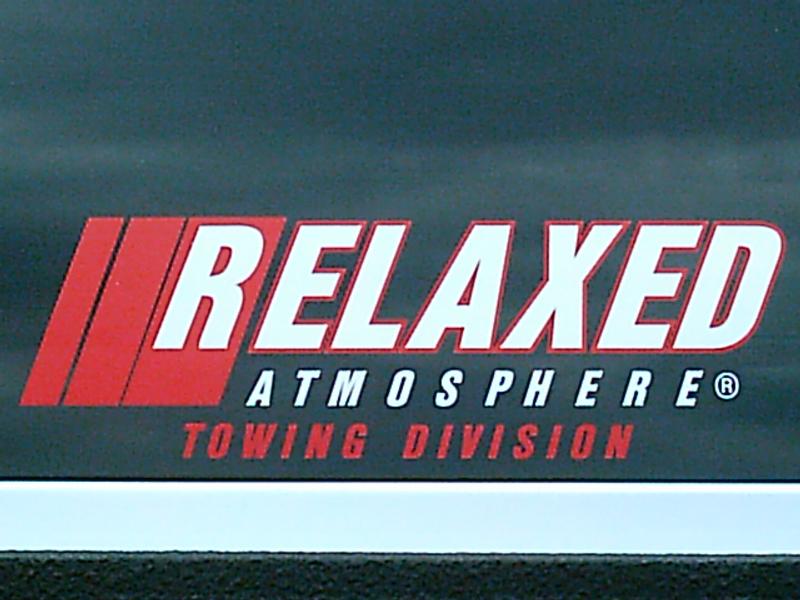 RELAXED
ATMOSPHERE®
TOWING DIVISION